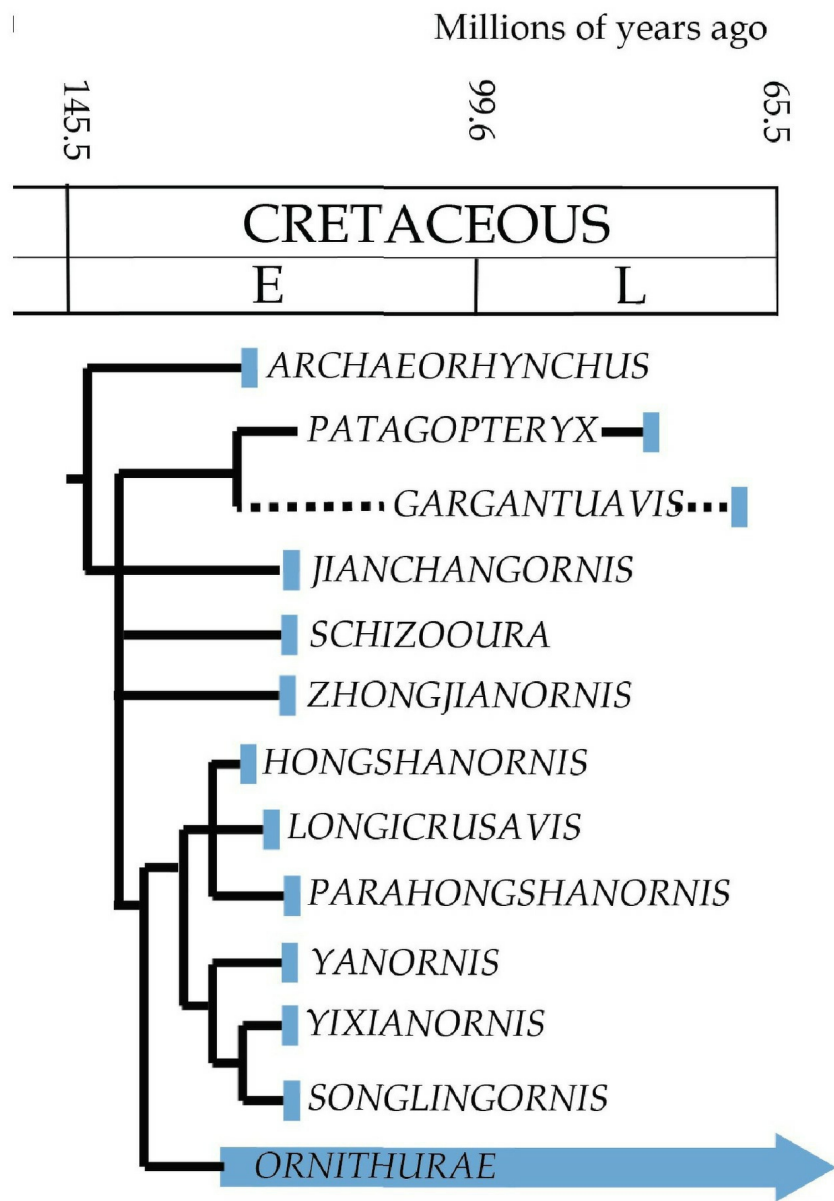 Millions of years ago
145.5
99.6
65.5
CRETACEOUS
E
L
ARCHAEORHYNCHUS
PATAGOPTERYX
GARGANTUAVIS
JIANCHANGORNIS
SCHIZOOURA
ZHONGJIANORNIS
HONGSHANORNIS
LONGICRUSAVIS
PARAHONGSHANORNIS
YANORNIS
YIXIANORNIS
SONGLINGORNIS
ORNITHURAE